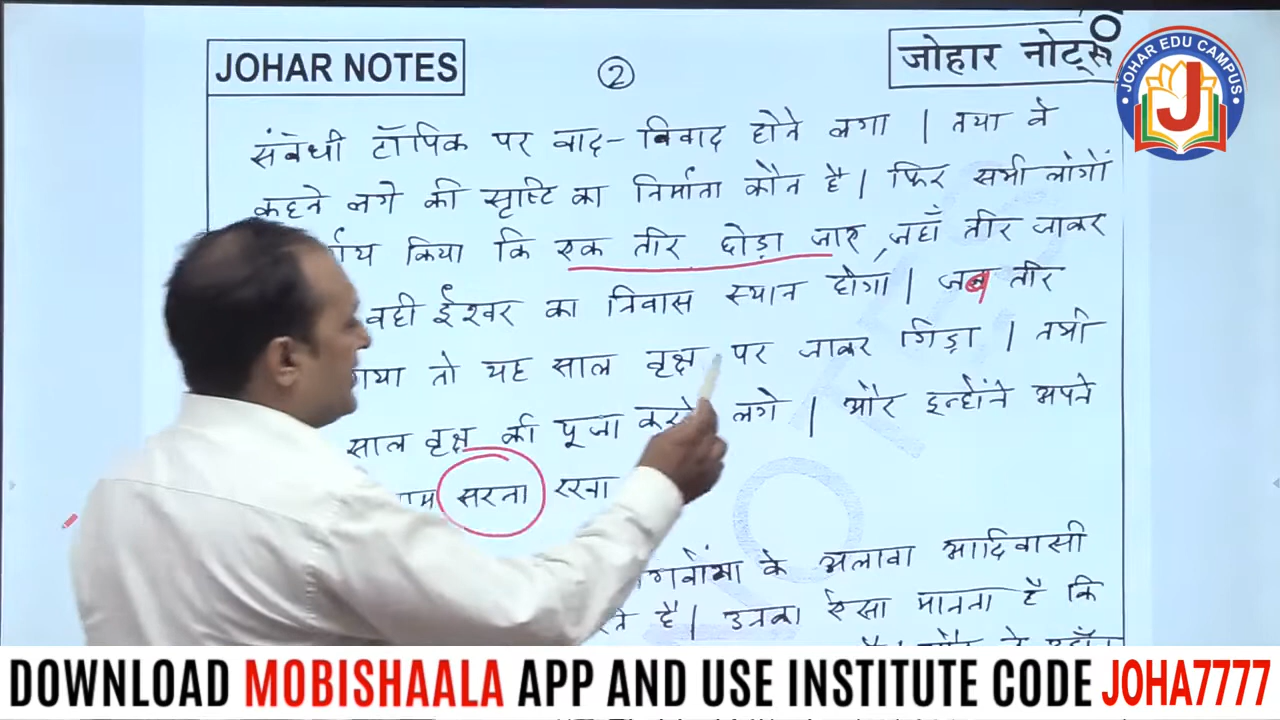 JOHAR NOTES
2
जोहार नोट्स
JOHAR EDU CAMPUS
J
संबंधी टॉपिक पर वाद-विवाद होने लगा | तथा वे
कहने लगे की सृष्टि का निर्माता कौन है | फिर सभी लोगों
किया कि एक तीर छोड़ा जाए, जहाँ तीर जाकर
वही ईश्वर का निवास स्थान होगा | जब तीर
गया तो यह साल वृक्ष पर जाकर गिड़ा | तभी
साल वृक्ष की पूजा करने लगे | और इन्होंने अपने
सरना रखा
के अलावा आदिवासी
है | उनका ऐसा मानना है कि
DOWNLOAD MOBISHAALA APP AND USE INSTITUTE CODE JOHA7777